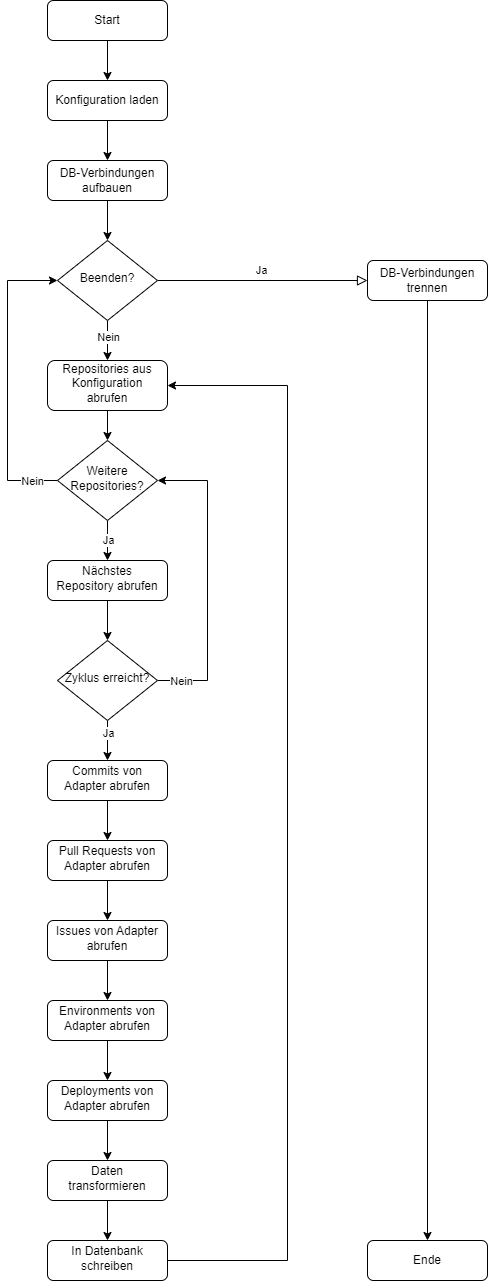 Start
Konfiguration laden
DB-Verbindungen
aufbauen
Beenden?
Ja
DB-Verbindungen
trennen
Nein
Repositories aus
Konfiguration
abrufen
Weitere
Repositories?
Nein
Ja
Nächstes
Repository abrufen
Zyklus erreicht?
Nein
Ja
Commits von
Adapter abrufen
Pull Requests von
Adapter abrufen
Issues von Adapter
abrufen
Environments von
Adapter abrufen
Deployments von
Adapter abrufen
Daten
transformieren
In Datenbank
schreiben
Ende